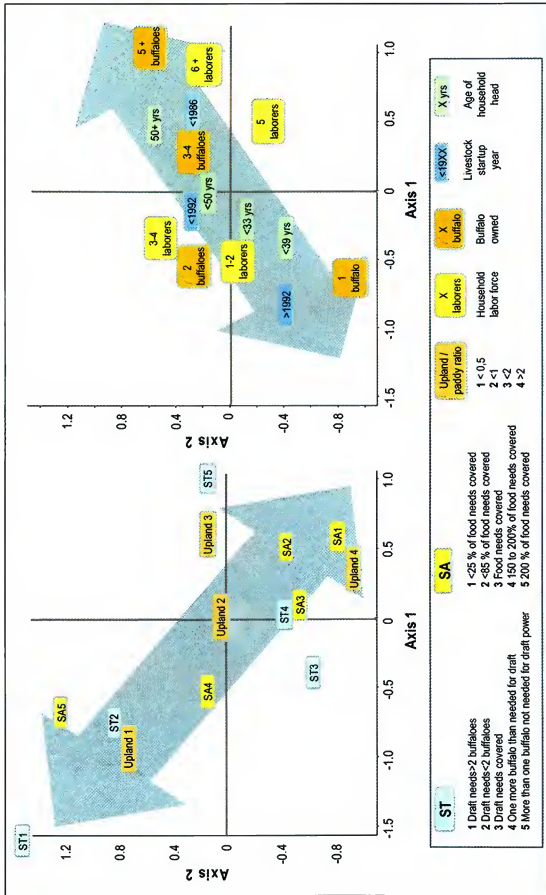 Axis 2
1.2
0.8
0.4
0
-0.4
-0.8
ST1
SA5
ST2
Upland 1
SA4
Upland 2
Upland 3
ST5
ST4
SA2
SA3
ST3
SA1
Upland 4
-1.5
-1.0
-0.5
0
0.5
1.0
Axis 1
Axis 2
1.2
0.8
0.4
0
-0.4
-0.8
3-4
laborers
50+ yrs
5 +
buffaloes
2
buffaloes
<1992
3-4
buffaloes
<1986
6 +
laborers
<50 yrs
1-2
laborers
<33 yrs
5
laborers
>1992
<39 yrs
1
buffalo
-1.5
-1.0
-0.5
0
0.5
1.0
Axis 1
ST
1 Draft needs>2 buffaloes
2 Draft needs<2 buffaloes
3 Draft needs covered
4 One more buffalo than needed for draft
5 More than one buffalo not needed for draft power
SA
1 <25 % of food needs covered
2 <85 % of food needs covered
3 Food needs covered
4 150 to 200% of food needs covered
5 200 % of food needs covered
Upland /
paddy ratio
1 < 0,5
2 <1
3 <2
4 >2
X
laborers
Household
labor force
X
buffalo
Buffalo
owned
<19XX
Livestock
startup
year
X yrs
Age of
household
head